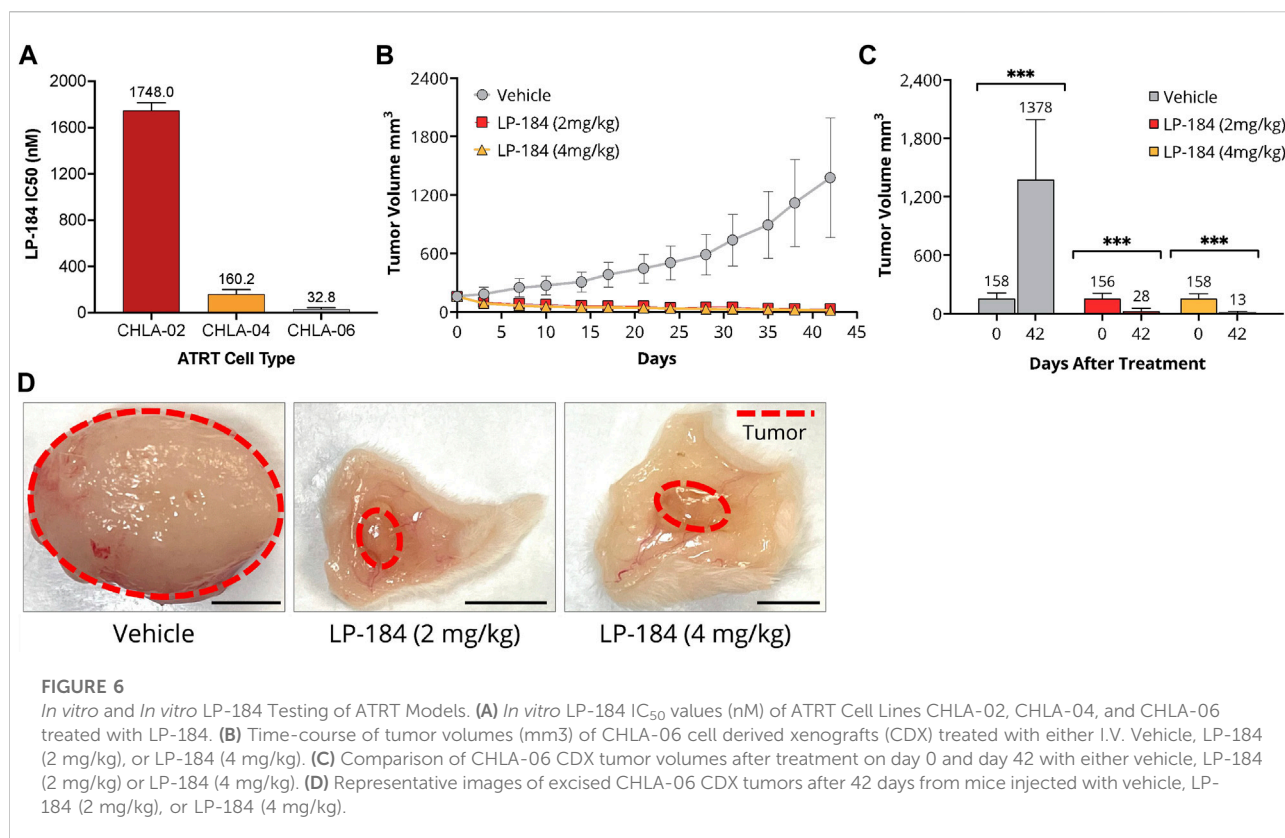 A
LP-184 IC50 (nM)
2000
1600
1200
800
400
0
1748.0
160.2
32.8
CHLA-02 CHLA-04 CHLA-06
ATRT Cell Type
B
Tumor Volume mm3
2400
1800
1200
600
0
Vehicle
LP-184 (2mg/kg)
LP-184 (4mg/kg)
0 5 10 15 20 25 30 35 40 45
Days
C
Tumor Volume mm3
2,400
1,800
1,200
600
0
***
1378
158
Vehicle
LP-184 (2mg/kg)
LP-184 (4mg/kg)
*** ***
156 28 158 13
0 42 0 42 0 42
Days After Treatment
D
Tumor
Vehicle LP-184 (2 mg/kg) LP-184 (4 mg/kg)
FIGURE 6
In vitro and In vitro LP-184 Testing of ATRT Models. (A) In vitro LP-184 IC50 values (nM) of ATRT Cell Lines CHLA-02, CHLA-04, and CHLA-06
treated with LP-184. (B) Time-course of tumor volumes (mm3) of CHLA-06 cell derived xenografts (CDX) treated with either I.V. Vehicle, LP-184
(2 mg/kg), or LP-184 (4 mg/kg). (C) Comparison of CHLA-06 CDX tumor volumes after treatment on day 0 and day 42 with either vehicle, LP-184
(2 mg/kg) or LP-184 (4 mg/kg). (D) Representative images of excised CHLA-06 CDX tumors after 42 days from mice injected with vehicle, LP-
184 (2 mg/kg), or LP-184 (4 mg/kg).